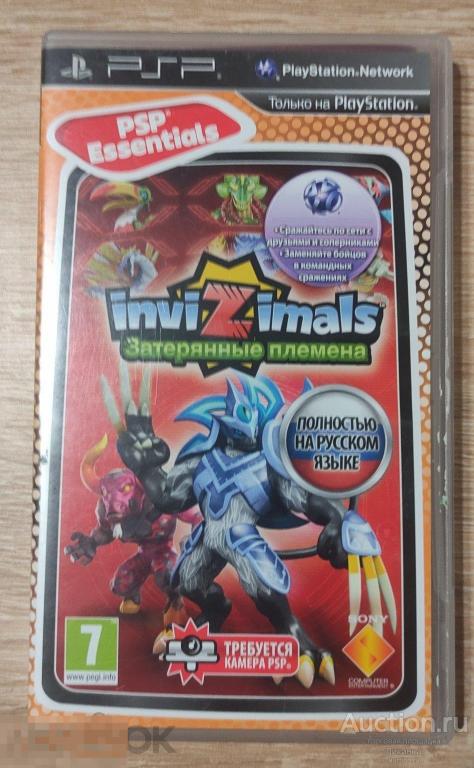 PSP
PlayStation®Network
Только на PlayStation®
PSP®
Essentials
• Сражайтесь по сети с
друзьями и соперниками
• Заменяйте бойцов
в командных
сражениях
inviZimals™
Затерянные племена
ПОЛНОСТЬЮ
НА РУССКОМ
ЯЗЫКЕ
7
www.pegi.info
ТРЕБУЕТСЯ
КАМЕРА PSP®
SONY
COMPUTER
ENTERTAINMENT®
Auction.ru